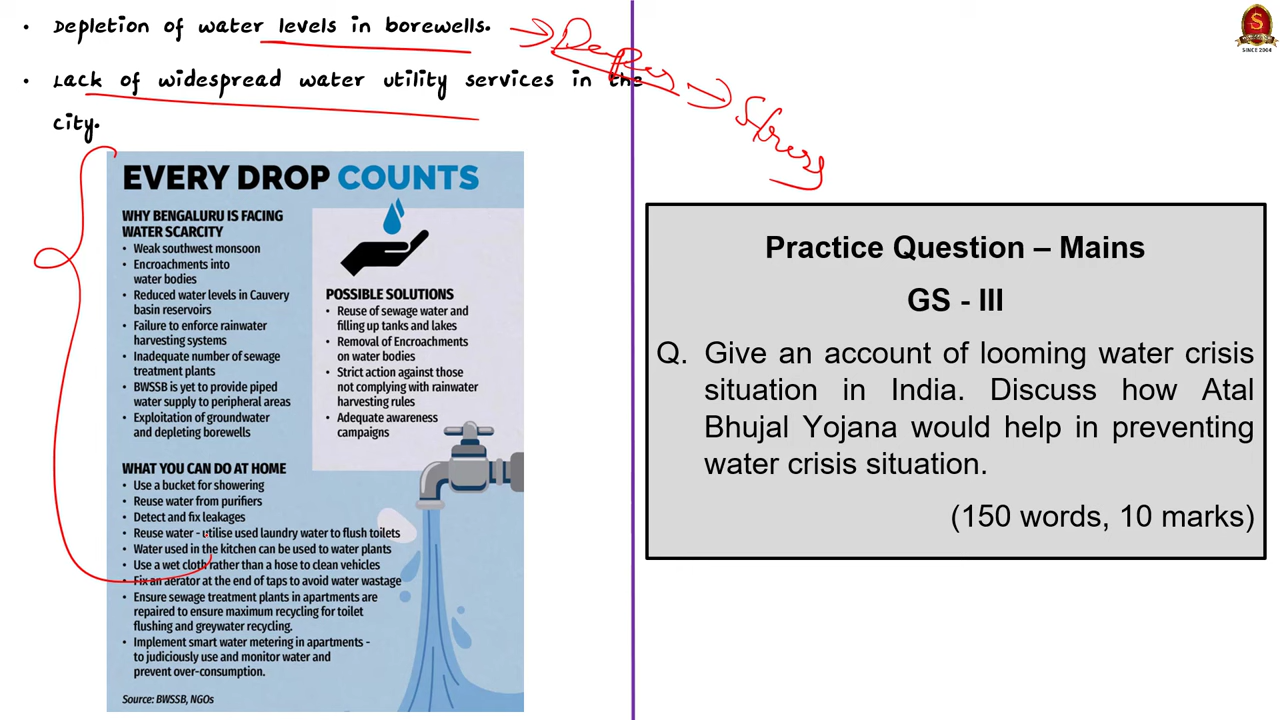 • Depletion of water levels in borewells. → Deeper → Stress
• Lack of widespread water utility services in the
city.
EVERY DROP COUNTS
WHY BENGALURU IS FACING
WATER SCARCITY
• Weak southwest monsoon
• Encroachments into
water bodies
• Reduced water levels in Cauvery
basin reservoirs
• Failure to enforce rainwater
harvesting systems
• Inadequate number of sewage
treatment plants
• BWSSB is yet to provide piped
water supply to peripheral areas
• Exploitation of groundwater
and depleting borewells
POSSIBLE SOLUTIONS
• Reuse of sewage water and
filling up tanks and lakes
• Removal of Encroachments
on water bodies
• Strict action against those
not complying with rainwater
harvesting rules
• Adequate awareness
campaigns
WHAT YOU CAN DO AT HOME
• Use a bucket for showering
• Reuse water from purifiers
• Detect and fix leakages
• Reuse water - utilise used laundry water to flush toilets
• Water used in the kitchen can be used to water plants
• Use a wet cloth rather than a hose to clean vehicles
• Fix an aerator at the end of taps to avoid water wastage
• Ensure sewage treatment plants in apartments are
repaired to ensure maximum recycling for toilet
flushing and greywater recycling.
• Implement smart water metering in apartments -
to judiciously use and monitor water and
prevent over-consumption.
Source: BWSSB, NGOs
S
SINCE 2004
Practice Question – Mains
GS - III
Q. Give an account of looming water crisis
situation in India. Discuss how Atal
Bhujal Yojana would help in preventing
water crisis situation.
(150 words, 10 marks)